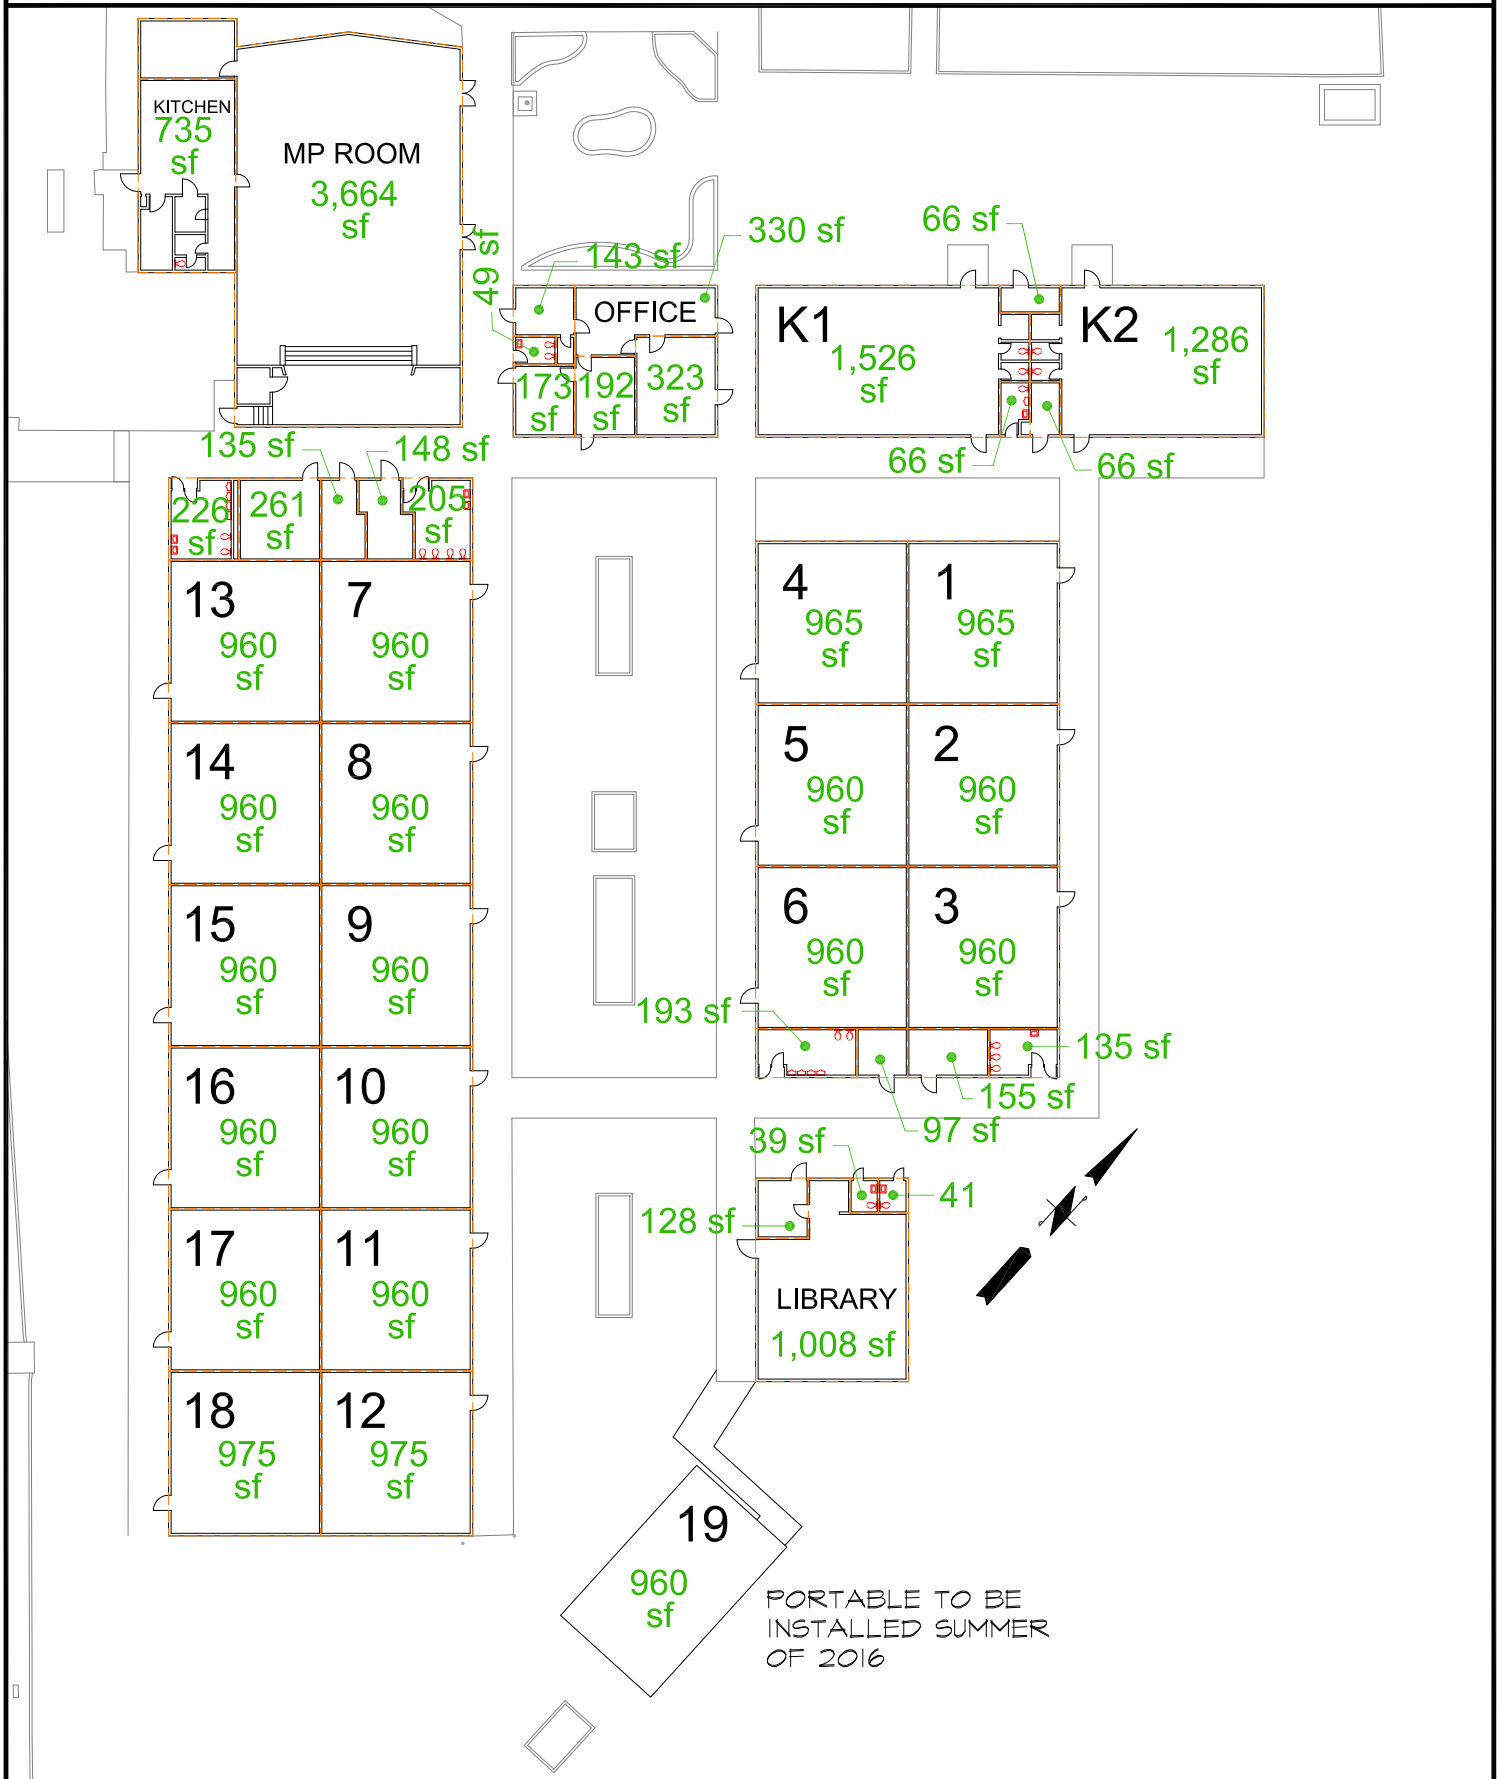 KITCHEN
735
sf
MP ROOM
3,664
sf
49 sf
143 sf
330 sf
OFFICE
173
sf
192
sf
323
sf
66 sf
K1
1,526
sf
K2
1,286
sf
66 sf
66 sf
135 sf
148 sf
226
sf
261
sf
205
sf
13
960
sf
7
960
sf
14
960
sf
8
960
sf
15
960
sf
9
960
sf
16
960
sf
10
960
sf
17
960
sf
11
960
sf
18
975
sf
12
975
sf
4
965
sf
1
965
sf
5
960
sf
2
960
sf
6
960
sf
3
960
sf
193 sf
135 sf
155 sf
97 sf
39 sf
41
128 sf
LIBRARY
1,008 sf
19
960
sf
PORTABLE TO BE
INSTALLED SUMMER
OF 2016